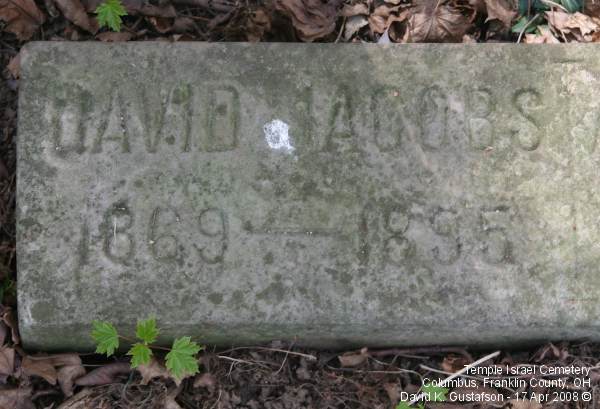 DAVID JACOBS
1869 — 1895
Temple Israel Cemetery
Columbus, Franklin County, OH
David K. Gustafson - 17 Apr 2008 ©